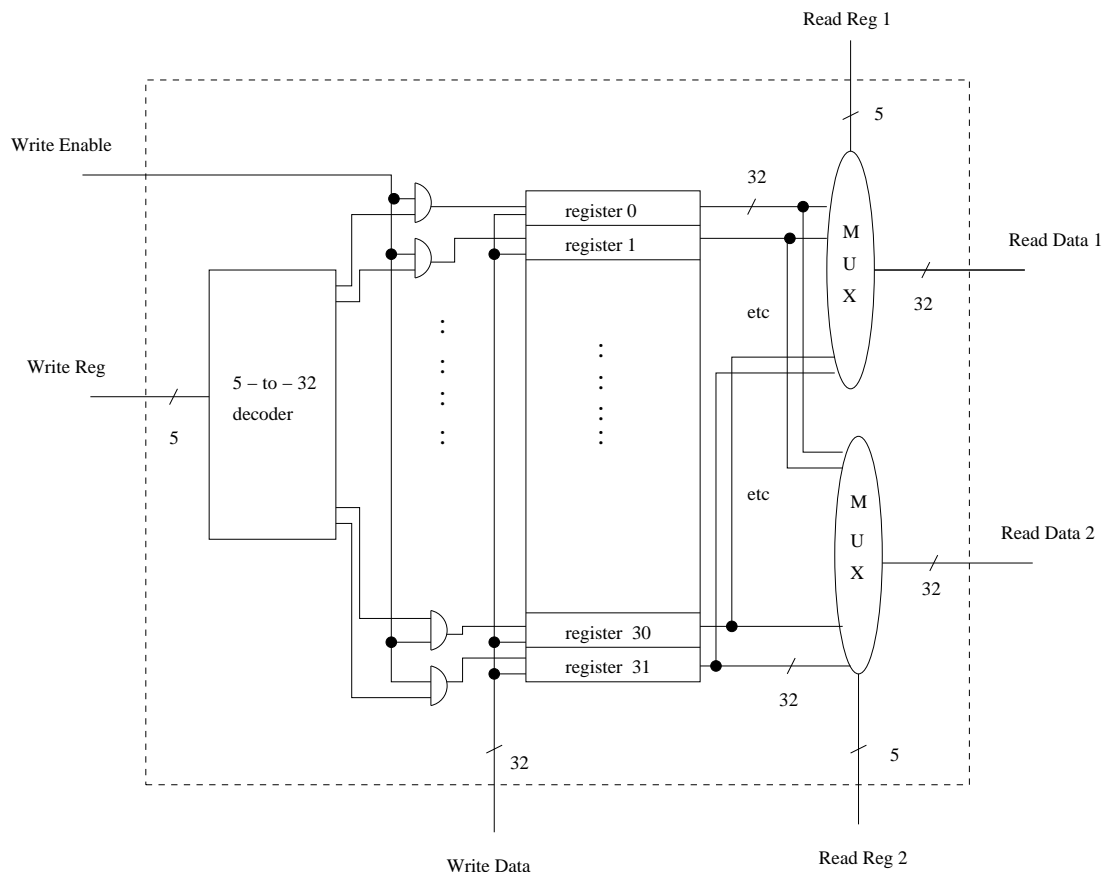 Read Reg 1
5
Write Enable
32
register 0
register 1
M
U
X
Read Data 1
32
etc
Write Reg
5
5 – to – 32
decoder
etc
M
U
X
Read Data 2
32
register 30
register 31
32
32
5
Write Data
Read Reg 2